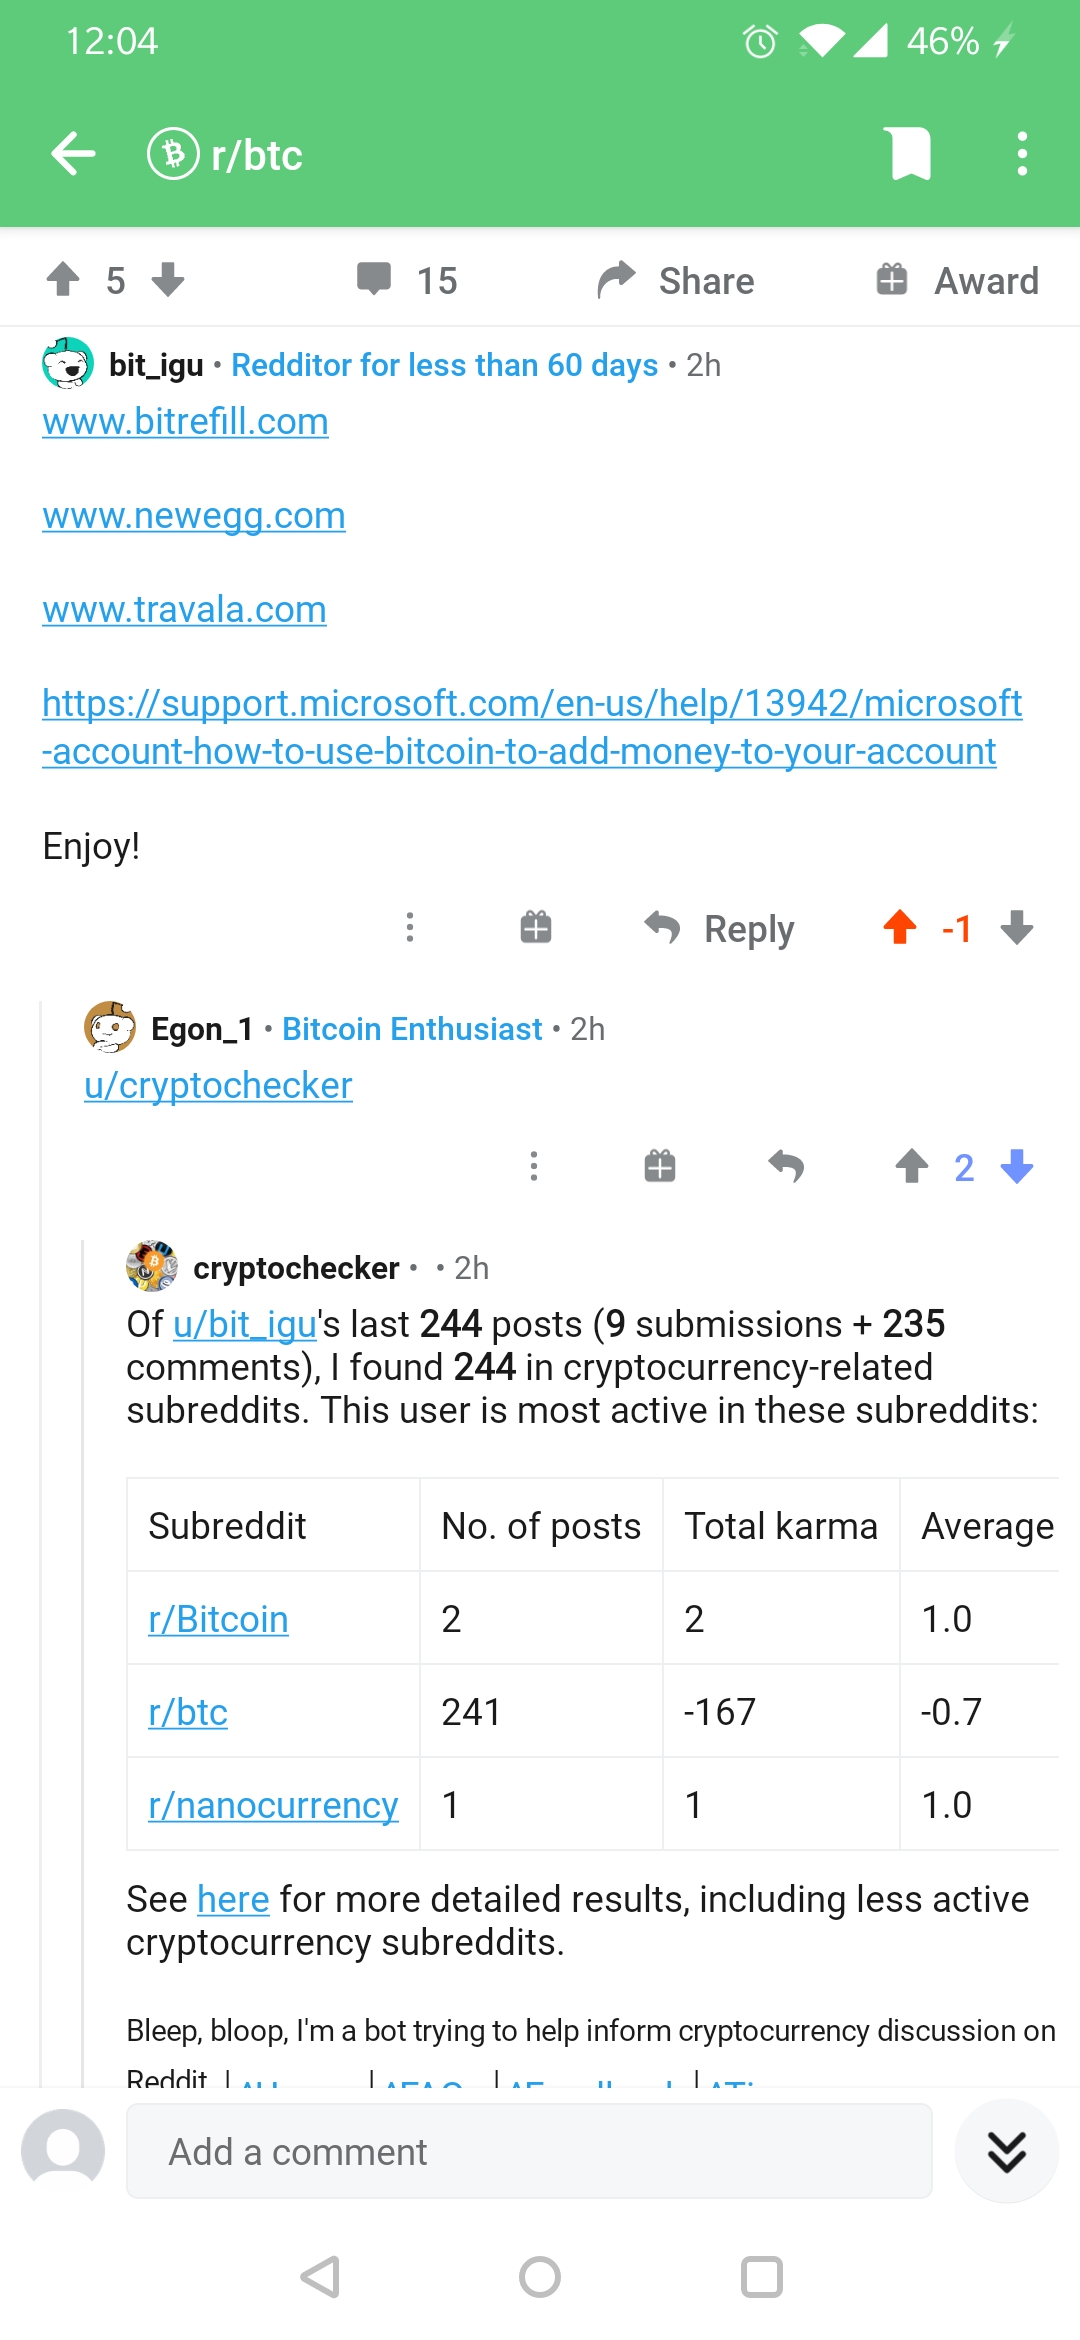 12:04 46%
r/btc
5 15 Share Award
bit_igu • Redditor for less than 60 days • 2h
www.bitrefill.com
www.newegg.com
www.travala.com
https://support.microsoft.com/en-us/help/13942/microsoft
-account-how-to-use-bitcoin-to-add-money-to-your-account
Enjoy!
Reply -1
Egon_1 • Bitcoin Enthusiast • 2h
u/cryptochecker
2
cryptochecker • • 2h
Of u/bit_igu's last 244 posts (9 submissions + 235
comments), I found 244 in cryptocurrency-related
subreddits. This user is most active in these subreddits:
Subreddit No. of posts Total karma Average
r/Bitcoin 2 2 1.0
r/btc 241 -167 -0.7
r/nanocurrency 1 1 1.0
See here for more detailed results, including less active
cryptocurrency subreddits.
Bleep, bloop, I'm a bot trying to help inform cryptocurrency discussion on
Reddit | | | |
Add a comment